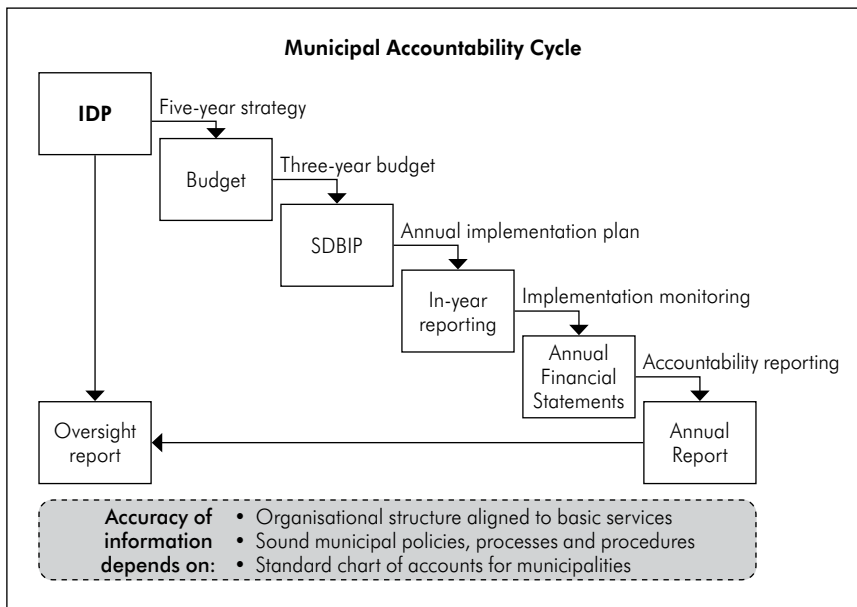 Municipal Accountability Cycle
IDP
Five-year strategy
Budget
Three-year budget
SDBIP
Annual implementation plan
In-year
reporting
Implementation monitoring
Annual
Financial
Statements
Accountability reporting
Oversight
report
Annual
Report
Accuracy of
information
depends on:
• Organisational structure aligned to basic services
• Sound municipal policies, processes and procedures
• Standard chart of accounts for municipalities